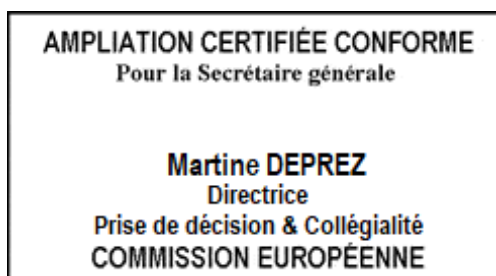 AMPLIATION CERTIFIÉE CONFORME
Pour la Secrétaire générale
Martine DEPREZ
Directrice
Prise de décision & Collégialité
COMMISSION EUROPÉENNE